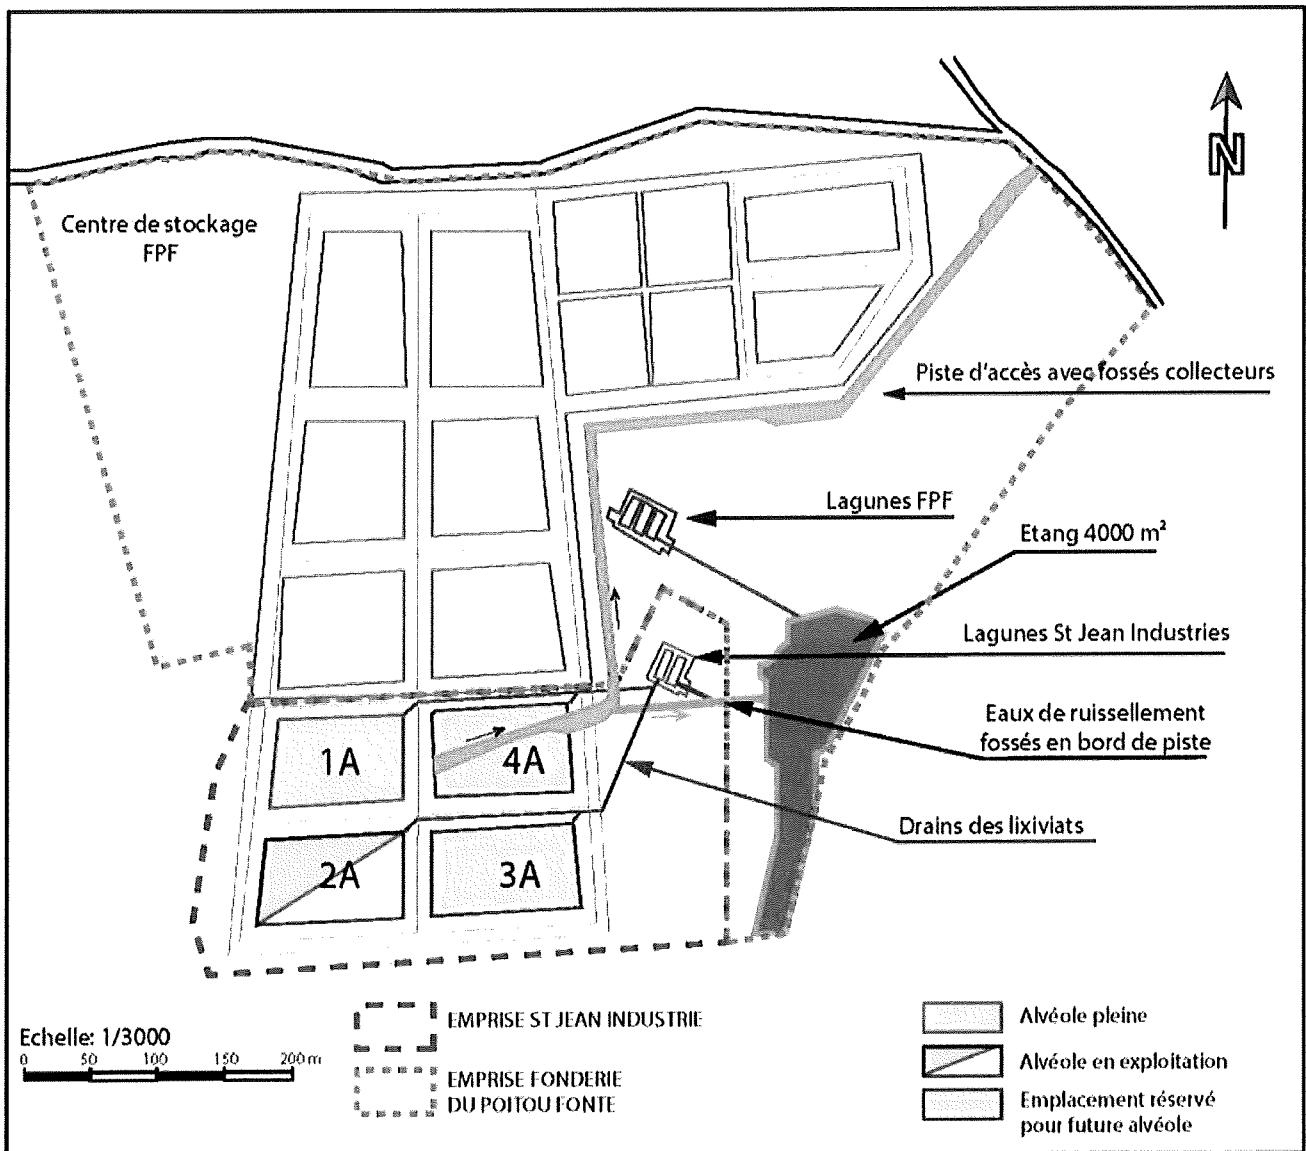 N
Centre de stockage
FPF
Piste d'accès avec fossés collecteurs
Lagunes FPF
Etang 4000 m²
Lagunes St Jean Industries
Eaux de ruissellement
fossés en bord de piste
1A
4A
Drains des lixiviats
2A
3A
Echelle: 1/3000
0 50 100 150 200 m
EMPRISE ST JEAN INDUSTRIE
EMPRISE FONDERIE
DU POITOU FONTE
Alvéole pleine
Alvéole en exploitation
Emplacement réservé
pour future alvéole